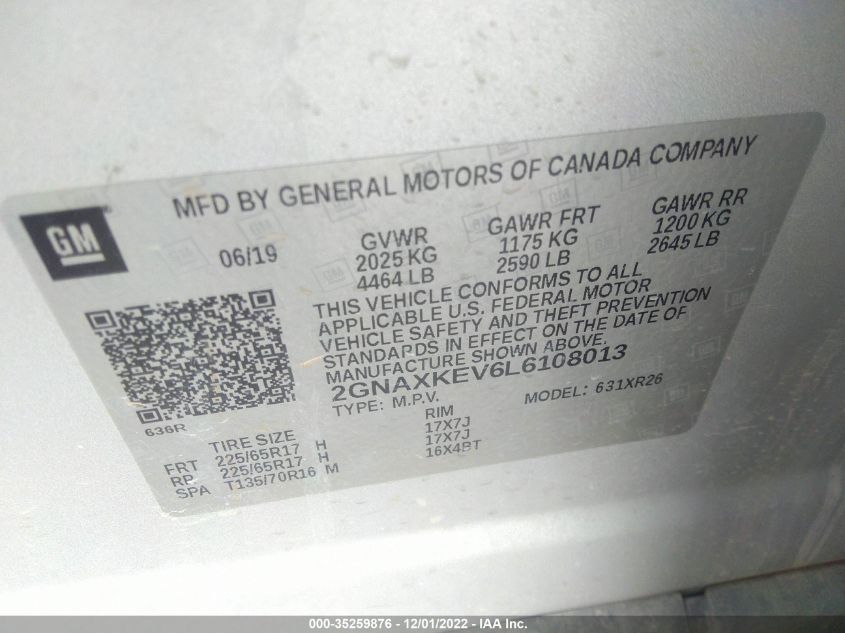 MFD BY GENERAL MOTORS OF CANADA COMPANY
GM
06/19
GVWR GAWR FRT GAWR RR
2025 KG 1175 KG 1200 KG
4464 LB 2590 LB 2645 LB
THIS VEHICLE CONFORMS TO ALL
APPLICABLE U.S. FEDERAL MOTOR
VEHICLE SAFETY AND THEFT PREVENTION
STANDARDS IN EFFECT ON THE DATE OF
MANUFACTURE SHOWN ABOVE.
2GNAXKEV6L6108013
TYPE: M.P.V. MODEL: 631XR26
636R
TIRE SIZE RIM
FRT 225/65R17 H 17X7J
RR 225/65R17 H 17X7J
SPA T135/70R16 M 16X4BT
000-35259876 - 12/01/2022 - IAA Inc.